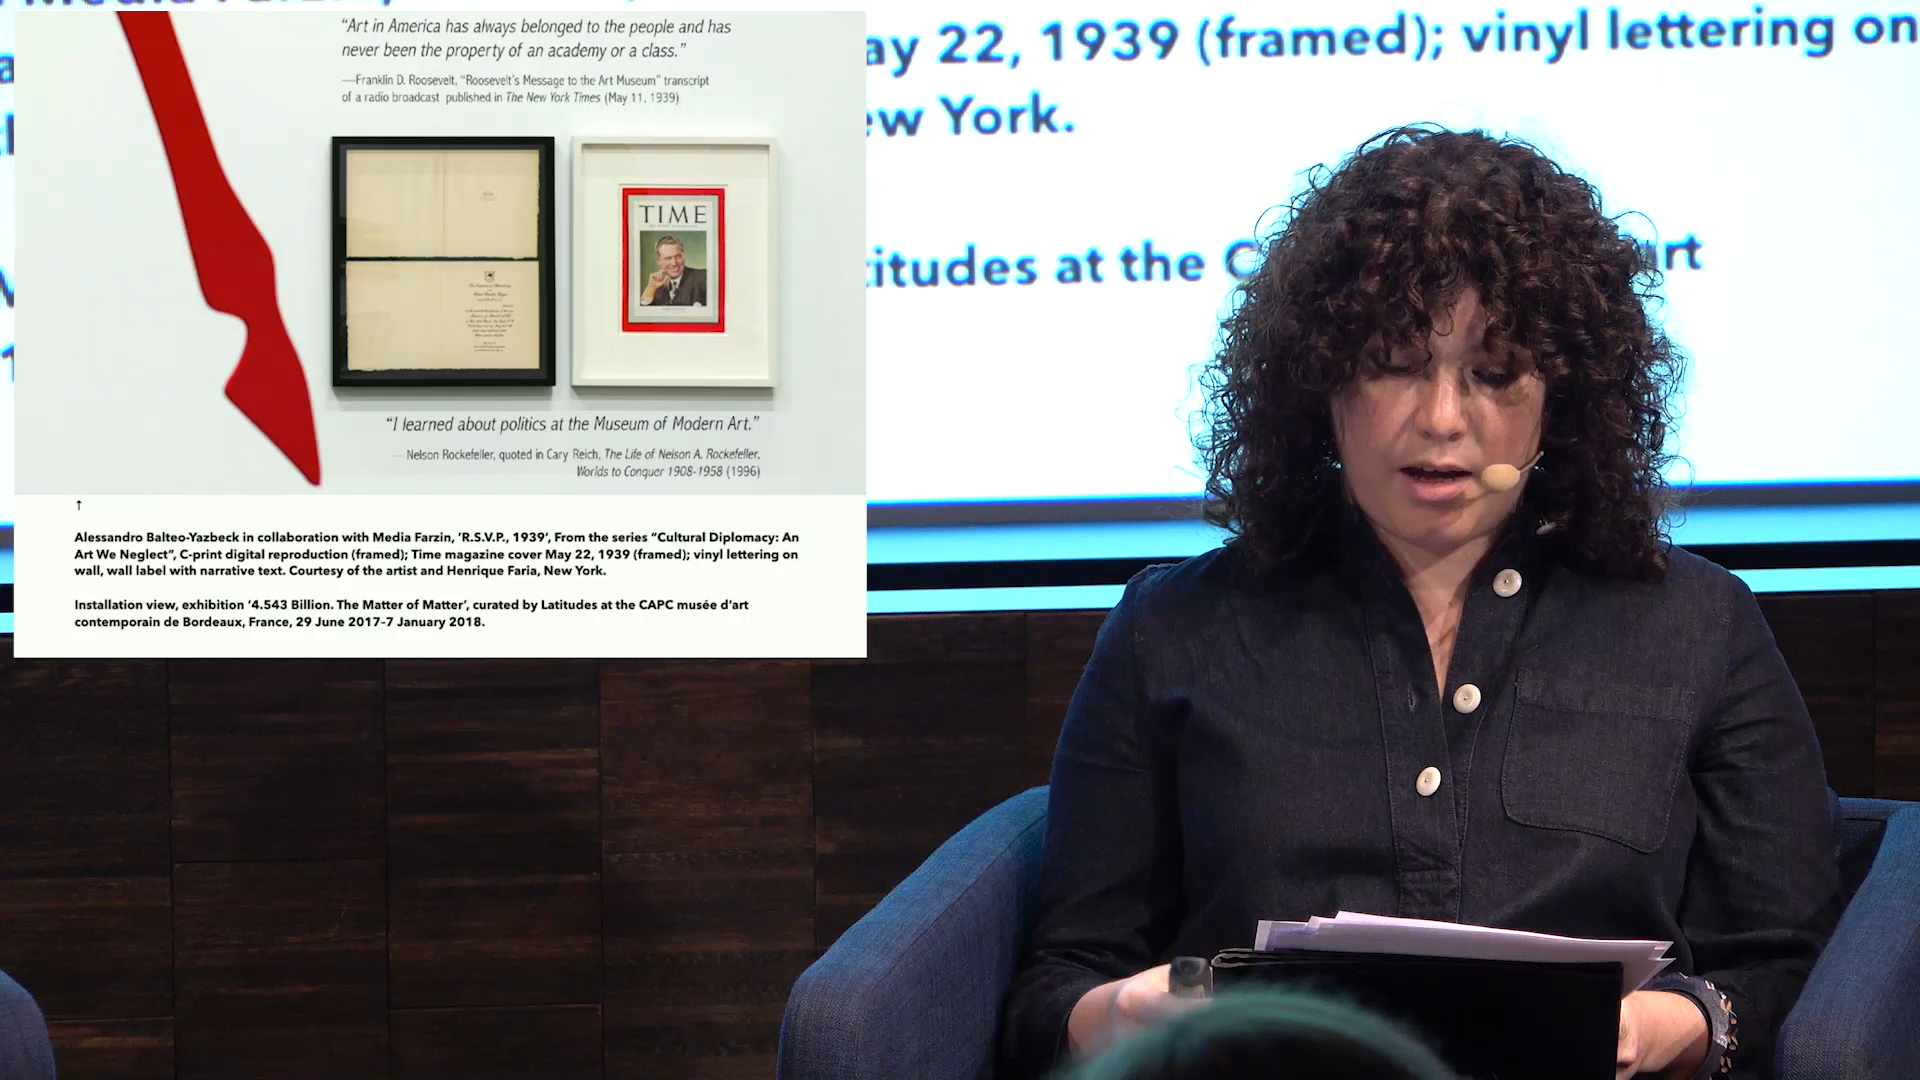 “Art in America has always belonged to the people and has
never been the property of an academy or a class.”
—Franklin D. Roosevelt, “Roosevelt’s Message to the Art Museum” transcript
of a radio broadcast published in The New York Times (May 11, 1939)
TIME
“I learned about politics at the Museum of Modern Art.”
— Nelson Rockefeller, quoted in Cary Reich, The Life of Nelson A. Rockefeller,
Worlds to Conquer 1908-1958 (1996)
↑
Alessandro Balteo-Yazbeck in collaboration with Media Farzin, ’R.S.V.P., 1939’, From the series “Cultural Diplomacy: An
Art We Neglect”, C-print digital reproduction (framed); Time magazine cover May 22, 1939 (framed); vinyl lettering on
wall, wall label with narrative text. Courtesy of the artist and Henrique Faria, New York.
Installation view, exhibition ‘4.543 Billion. The Matter of Matter’, curated by Latitudes at the CAPC musée d’art
contemporain de Bordeaux, France, 29 June 2017–7 January 2018.
ay 22, 1939 (framed); vinyl lettering on
ew York.
titudes at the C
art